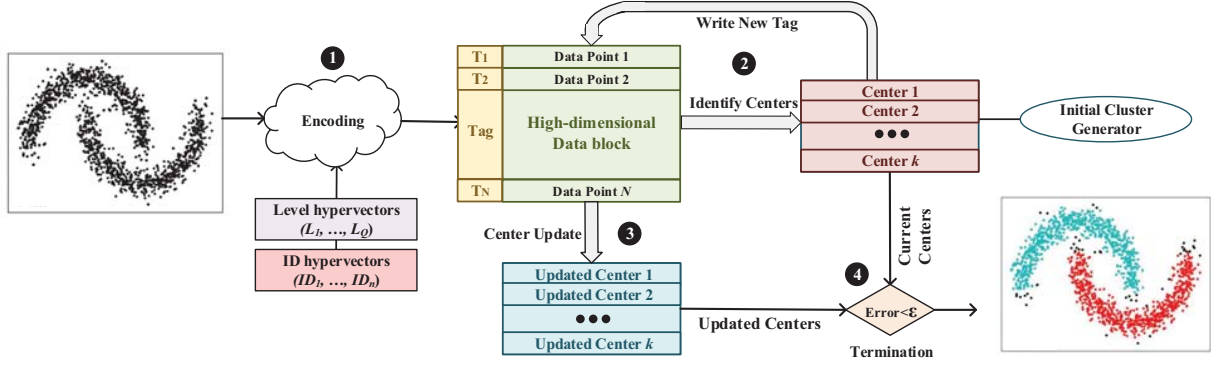 Write New Tag
1
T1 Data Point 1
T2 Data Point 2
2
Encoding
Tag
High-dimensional
Data block
Identify Centers
Center 1
Center 2
●●●
Center k
Initial Cluster
Generator
TN Data Point N
Level hypervectors
(L1, ..., LQ)
ID hypervectors
(ID1, ..., IDn)
Center Update
3
Current
Centers
Updated Center 1
Updated Center 2
●●●
Updated Center k
Updated Centers
4
Error<ε
Termination